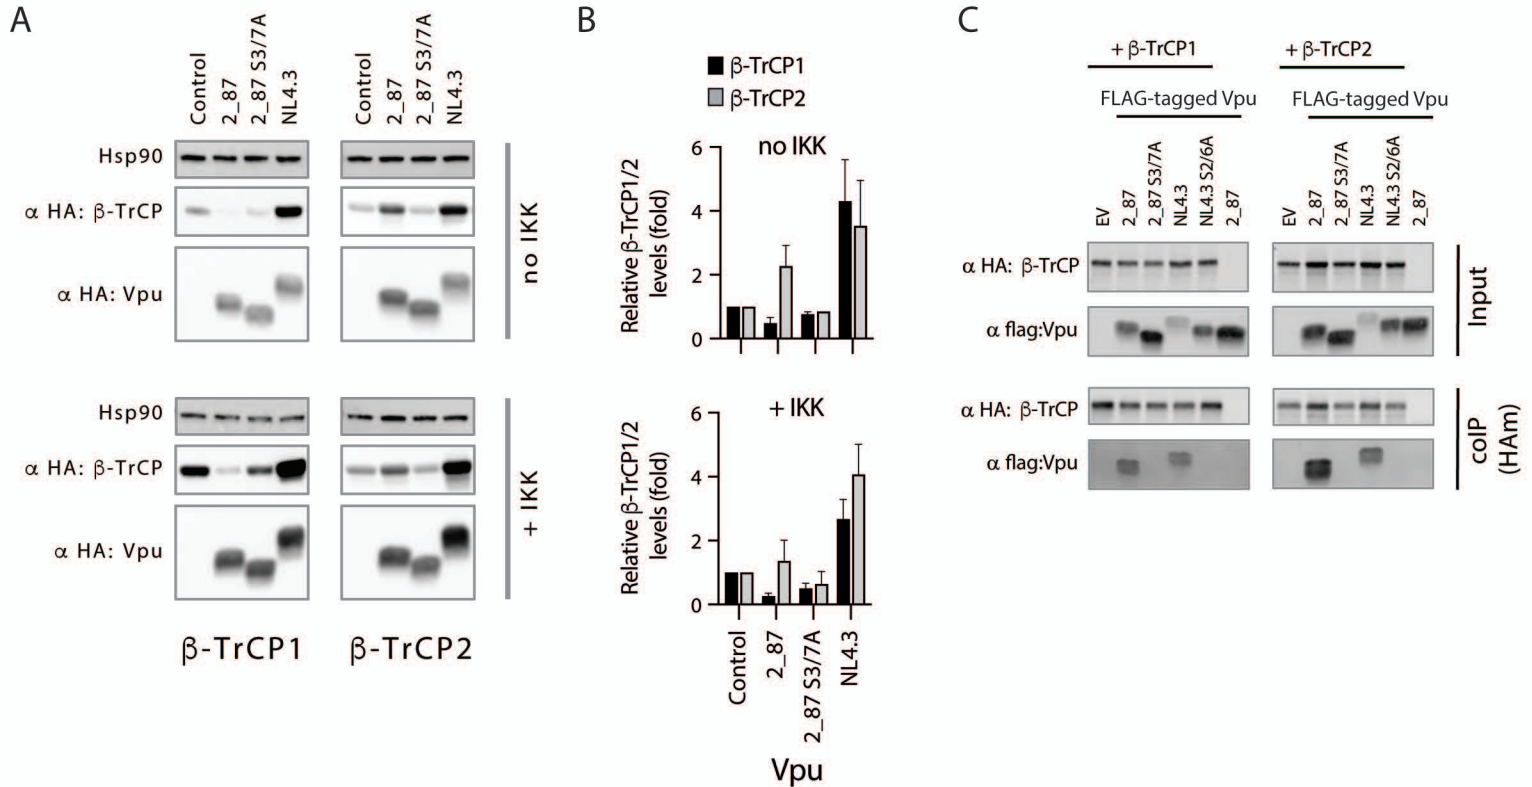 A
Control
2_87
2_87 S3/7A
NL4.3
Control
2_87
2_87 S3/7A
NL4.3
Hsp90
α HA: β-TrCP
α HA: Vpu
no IKK
Hsp90
α HA: β-TrCP
α HA: Vpu
+ IKK
β-TrCP1
β-TrCP2
B
β-TrCP1
β-TrCP2
no IKK
Relative β-TrCP1/2
levels (fold)
6
4
2
0
+ IKK
Relative β-TrCP1/2
levels (fold)
6
4
2
0
Control
2_87
2_87 S3/7A
NL4.3
Vpu
C
+ β-TrCP1
+ β-TrCP2
FLAG-tagged Vpu
FLAG-tagged Vpu
EV
2_87
2_87 S3/7A
NL4.3
NL4.3 S2/6A
2_87
EV
2_87
2_87 S3/7A
NL4.3
NL4.3 S2/6A
2_87
α HA: β-TrCP
α flag:Vpu
Input
α HA: β-TrCP
α flag:Vpu
coIP
(HAm)